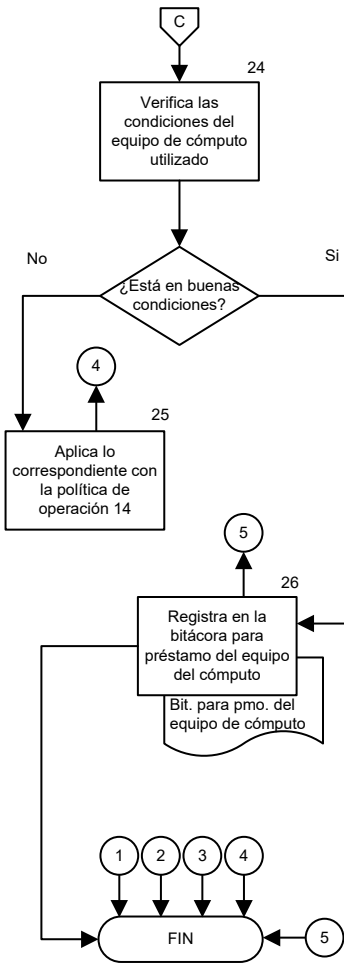 C
24
Verifica las
condiciones del
equipo de cómputo
utilizado
No
Si
¿Está en buenas
condiciones?
4
25
Aplica lo
correspondiente con
la política de
operación 14
5
26
Registra en la
bitácora para
préstamo del equipo
del cómputo
Bit. para pmo. del
equipo de cómputo
1
2
3
4
FIN
5